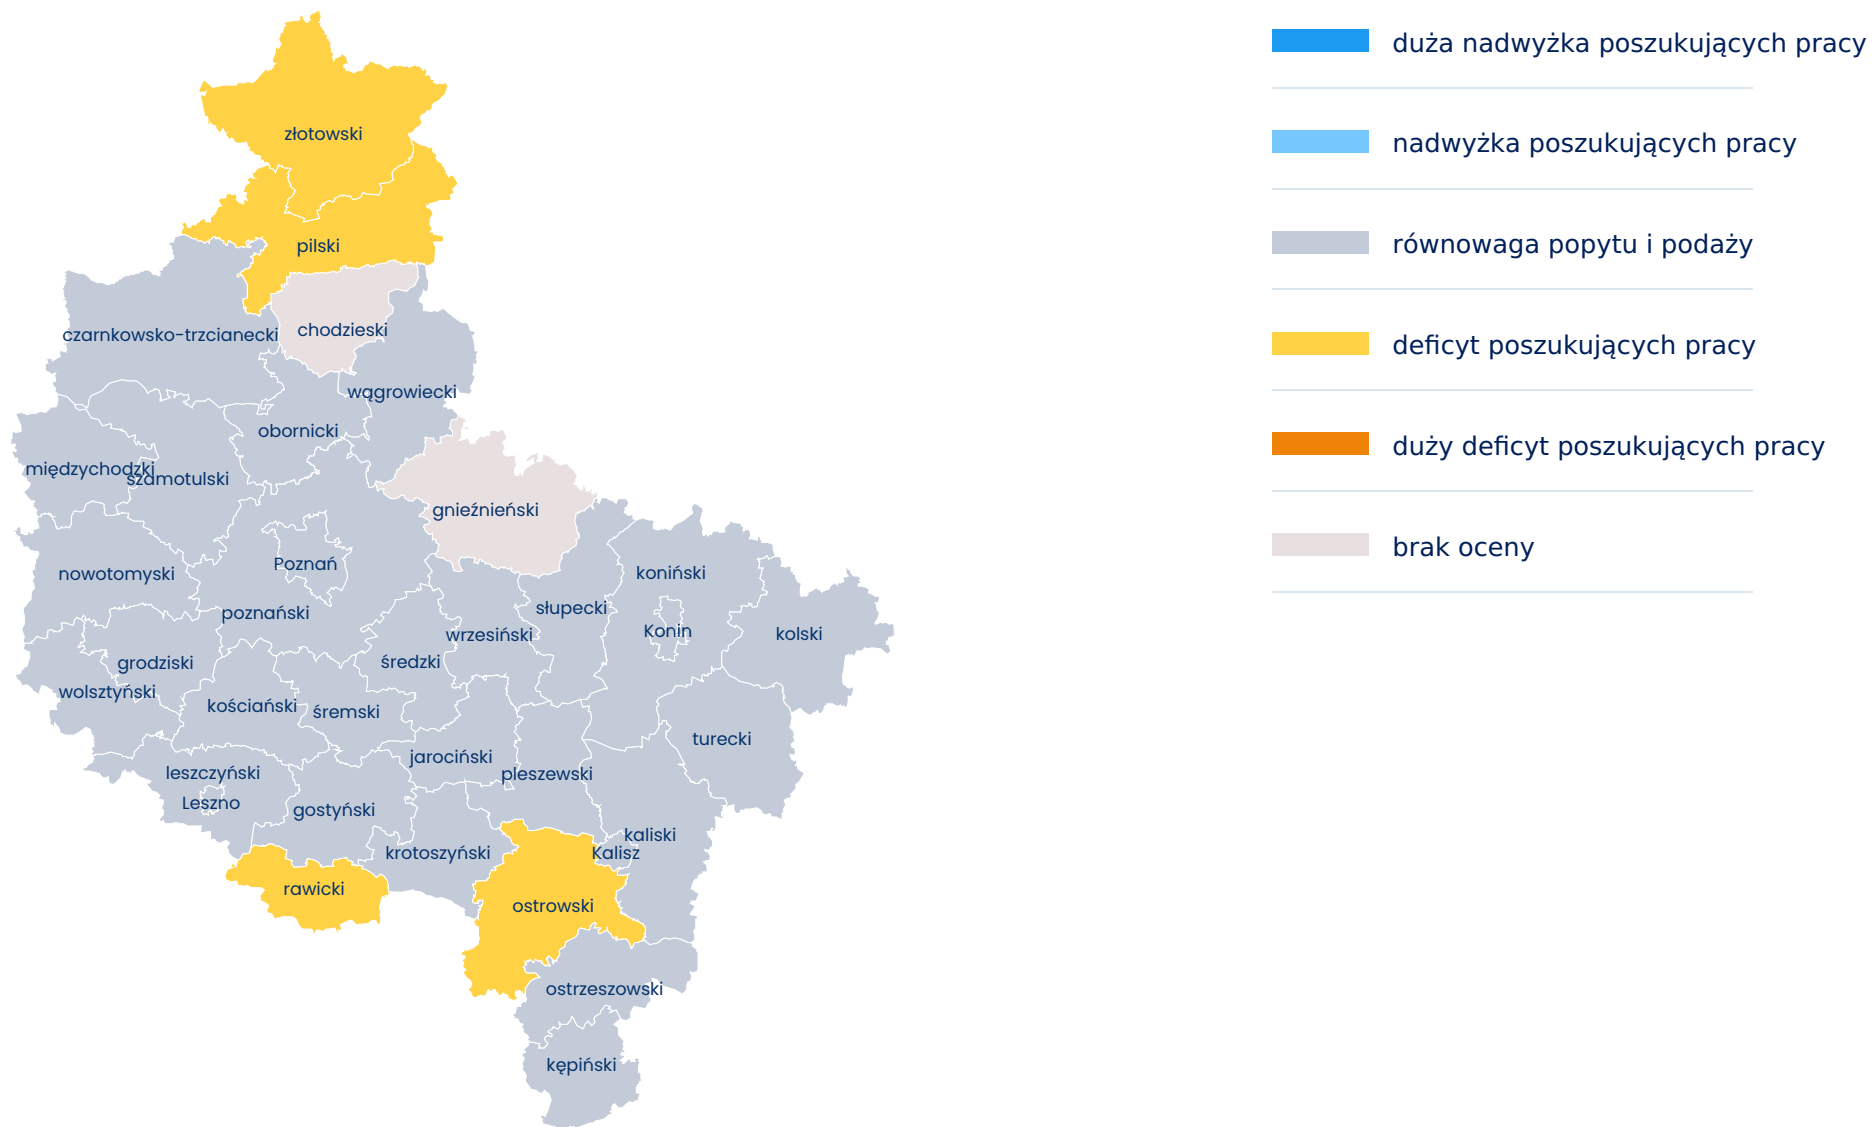 duża nadwyżka poszukujących pracy
nadwyżka poszukujących pracy
równowaga popytu i podaży
deficyt poszukujących pracy
duży deficyt poszukujących pracy
brak oceny
złotowski
pilski
chodzieski
czarnkowsko-trzcianecki
wągrowiecki
obornicki
międzychodzki
szamotulski
gnieźnieński
Poznań
nowotomyski
koniński
słupecki
poznański
Konin
kolski
wrzesiński
średzki
grodziski
wolsztyński
kościański
śremski
turecki
jarociński
leszczyński
pleszewski
Leszno
gostyński
kaliski
krotoszyński
Kalisz
rawicki
ostrowski
ostrzeszowski
kępiński